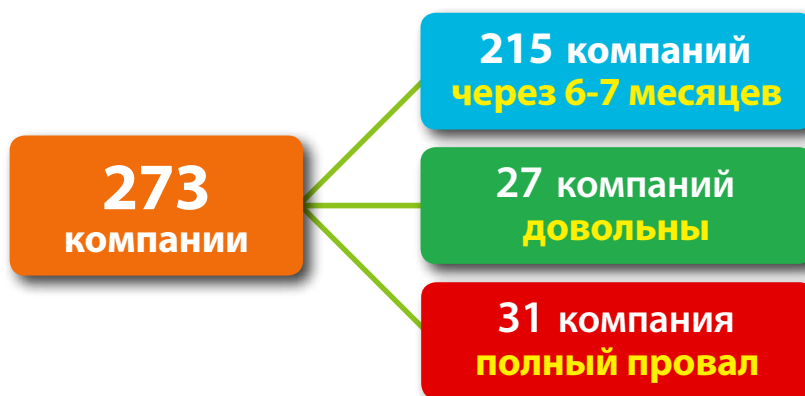 273
компании
215 компаний
через 6-7 месяцев
27 компаний
довольны
31 компания
полный провал